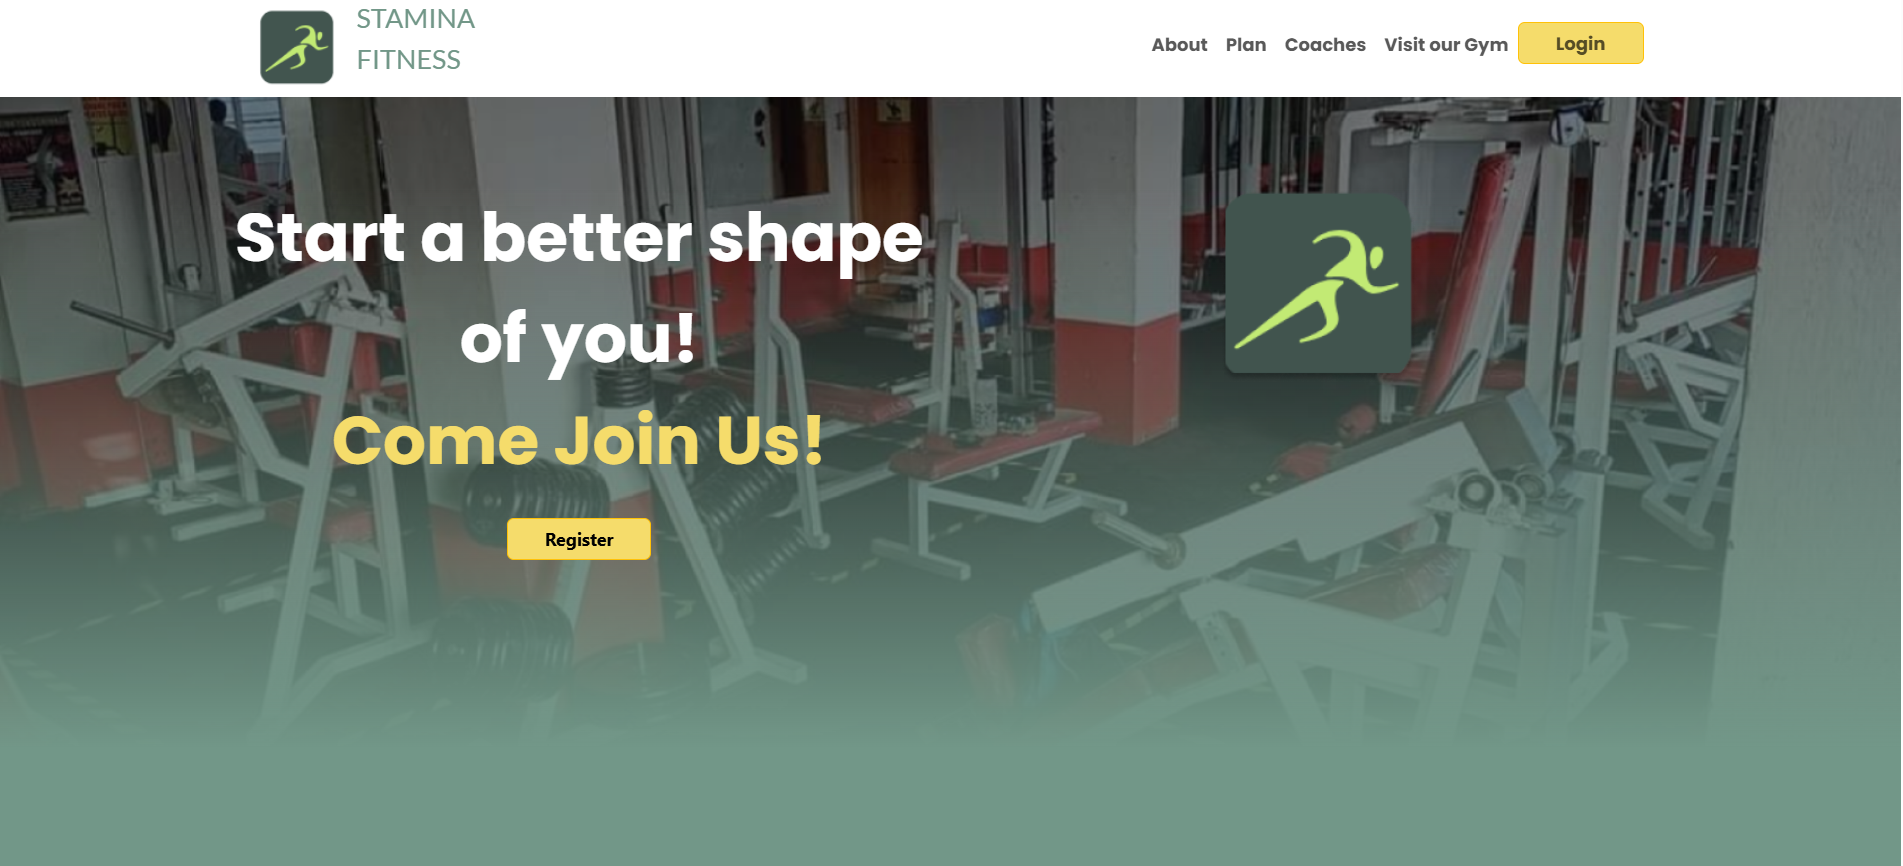 STAMINA
FITNESS
About Plan Coaches Visit our Gym Login
Start a better shape
of you!
Come Join Us!
Register